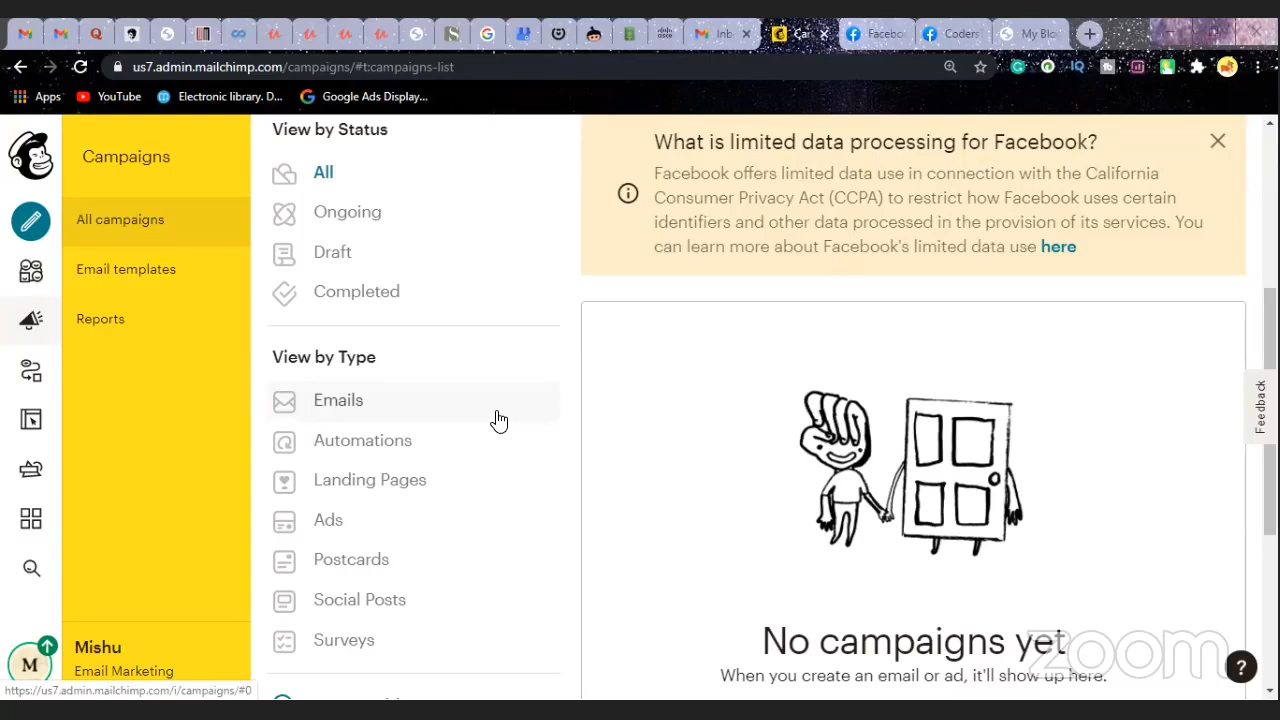 Inb
Car
Facebo
Coders
My Blo
us7.admin.mailchimp.com/campaigns/#t:campaigns-list
Apps
YouTube
Electronic library. D...
Google Ads Display...
Campaigns
All campaigns
Email templates
Reports
Mishu
Email Marketing
M
https://us7.admin.mailchimp.com/i/campaigns/#0
View by Status
All
Ongoing
Draft
Completed
View by Type
Emails
Automations
Landing Pages
Ads
Postcards
Social Posts
Surveys
What is limited data processing for Facebook?
Facebook offers limited data use in connection with the California
Consumer Privacy Act (CCPA) to restrict how Facebook uses certain
identifiers and other data processed in the provision of its services. You
can learn more about Facebook's limited data use here
Feedback
No campaigns yet
When you create an email or ad, it'll show up here.
zoom
?